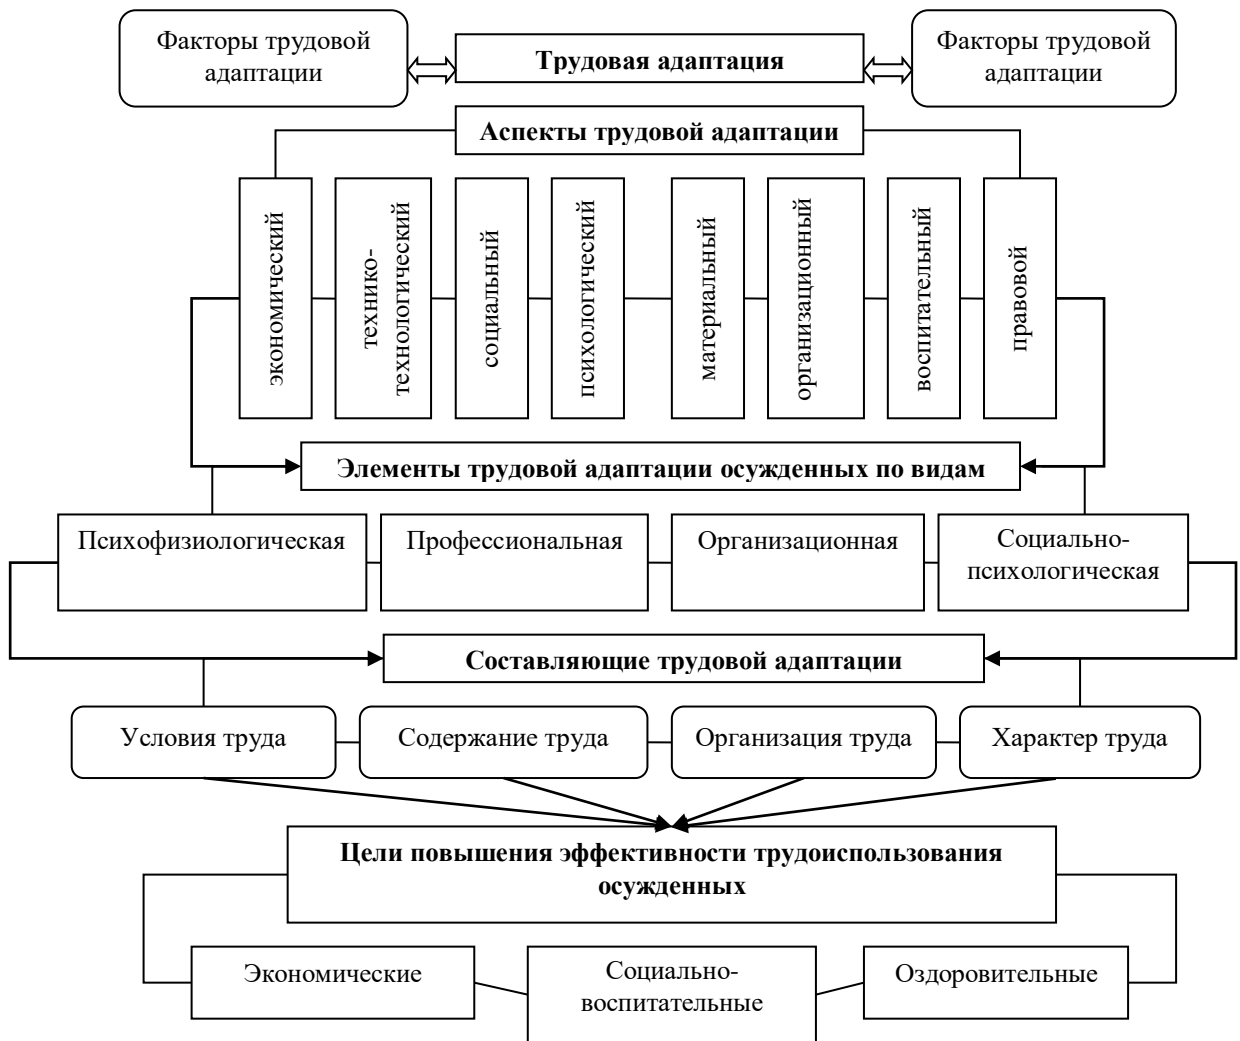 Факторы трудовой
адаптации
Трудовая адаптация
Факторы трудовой
адаптации
Аспекты трудовой адаптации
экономический
технико-
технологический
социальный
психологический
материальный
организационный
воспитательный
правовой
Элементы трудовой адаптации осужденных по видам
Психофизиологическая
Профессиональная
Организационная
Социально-
психологическая
Составляющие трудовой адаптации
Условия труда
Содержание труда
Организация труда
Характер труда
Цели повышения эффективности трудоиспользования
осужденных
Экономические
Социально-
воспитательные
Оздоровительные